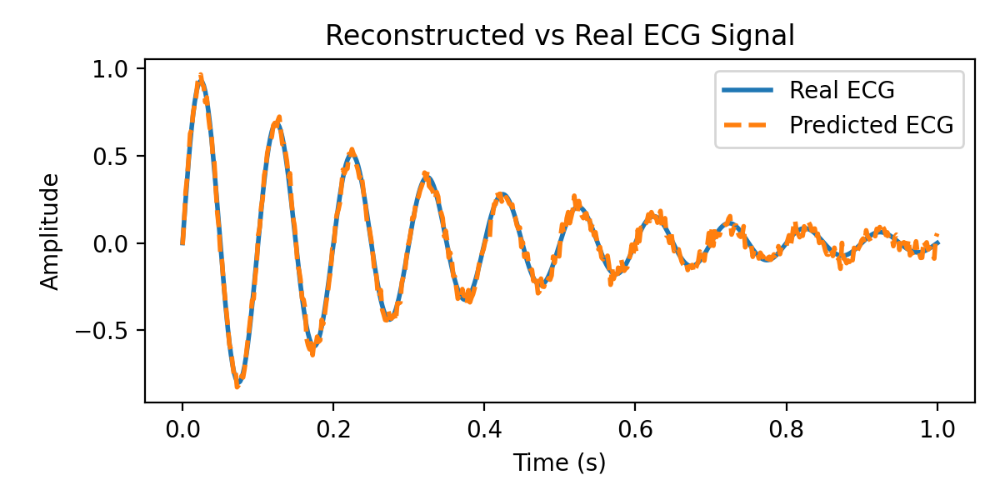 Reconstructed vs Real ECG Signal
Real ECG
Predicted ECG
Amplitude
1.0
0.5
0.0
−0.5
0.0 0.2 0.4 0.6 0.8 1.0
Time (s)